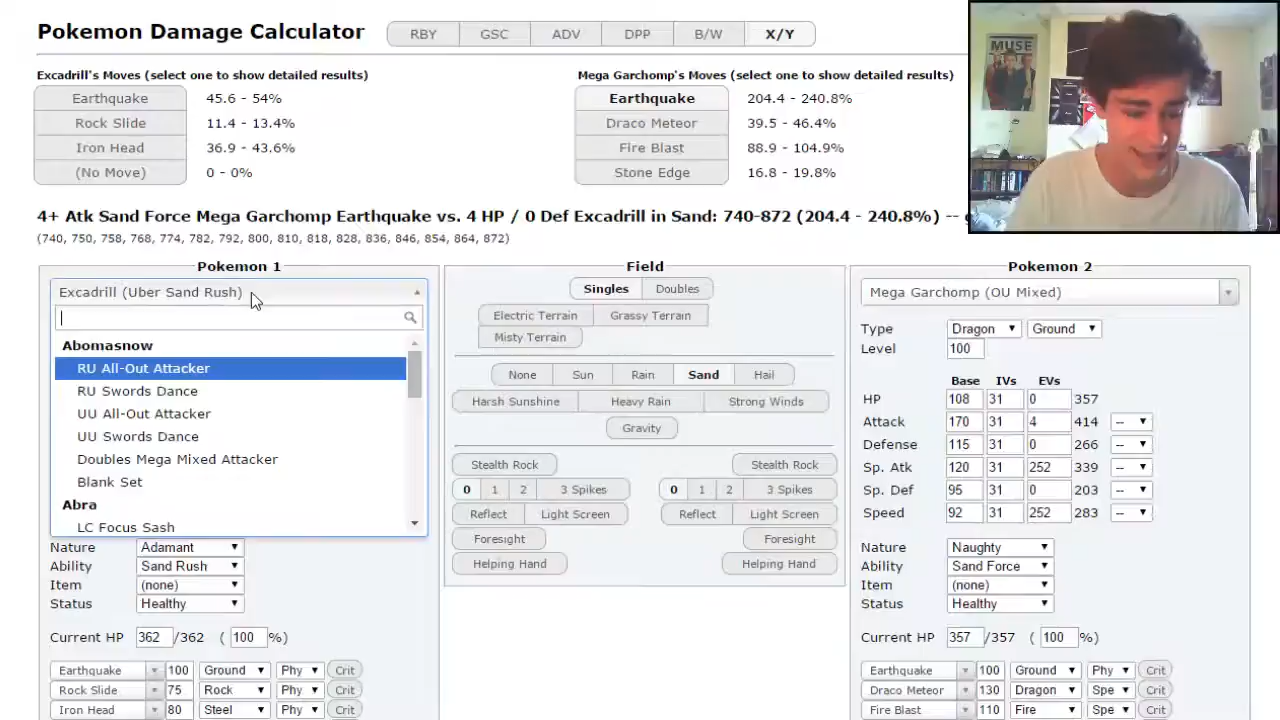 Pokemon Damage Calculator RBY GSC ADV DPP B/W X/Y
MUSE
Excadrill's Moves (select one to show detailed results)
Earthquake 45.6 - 54%
Rock Slide 11.4 - 13.4%
Iron Head 36.9 - 43.6%
(No Move) 0 - 0%
Mega Garchomp's Moves (select one to show detailed results)
Earthquake 204.4 - 240.8%
Draco Meteor 39.5 - 46.4%
Fire Blast 88.9 - 104.9%
Stone Edge 16.8 - 19.8%
4+ Atk Sand Force Mega Garchomp Earthquake vs. 4 HP / 0 Def Excadrill in Sand: 740-872 (204.4 - 240.8%) --
(740, 750, 758, 768, 774, 782, 792, 800, 810, 818, 828, 836, 846, 854, 864, 872)
Pokemon 1
Excadrill (Uber Sand Rush)
Abomasnow
RU All-Out Attacker
RU Swords Dance
UU All-Out Attacker
UU Swords Dance
Doubles Mega Mixed Attacker
Blank Set
Abra
LC Focus Sash
Nature Adamant
Ability Sand Rush
Item (none)
Status Healthy
Current HP 362 /362 ( 100 %)
Earthquake 100 Ground Phy Crit
Rock Slide 75 Rock Phy Crit
Iron Head 80 Steel Phy Crit
Field
Singles Doubles
Electric Terrain Grassy Terrain
Misty Terrain
None Sun Rain Sand Hail
Harsh Sunshine Heavy Rain Strong Winds
Gravity
Stealth Rock Stealth Rock
0 1 2 3 Spikes 0 1 2 3 Spikes
Reflect Light Screen Reflect Light Screen
Foresight Foresight
Helping Hand Helping Hand
Pokemon 2
Mega Garchomp (OU Mixed)
Type Dragon Ground
Level 100
Base IVs EVs
HP 108 31 0 357
Attack 170 31 4 414 --
Defense 115 31 0 266 --
Sp. Atk 120 31 252 339 --
Sp. Def 95 31 0 203 --
Speed 92 31 252 283 --
Nature Naughty
Ability Sand Force
Item (none)
Status Healthy
Current HP 357 /357 ( 100 %)
Earthquake 100 Ground Phy Crit
Draco Meteor 130 Dragon Spe Crit
Fire Blast 110 Fire Spe Crit